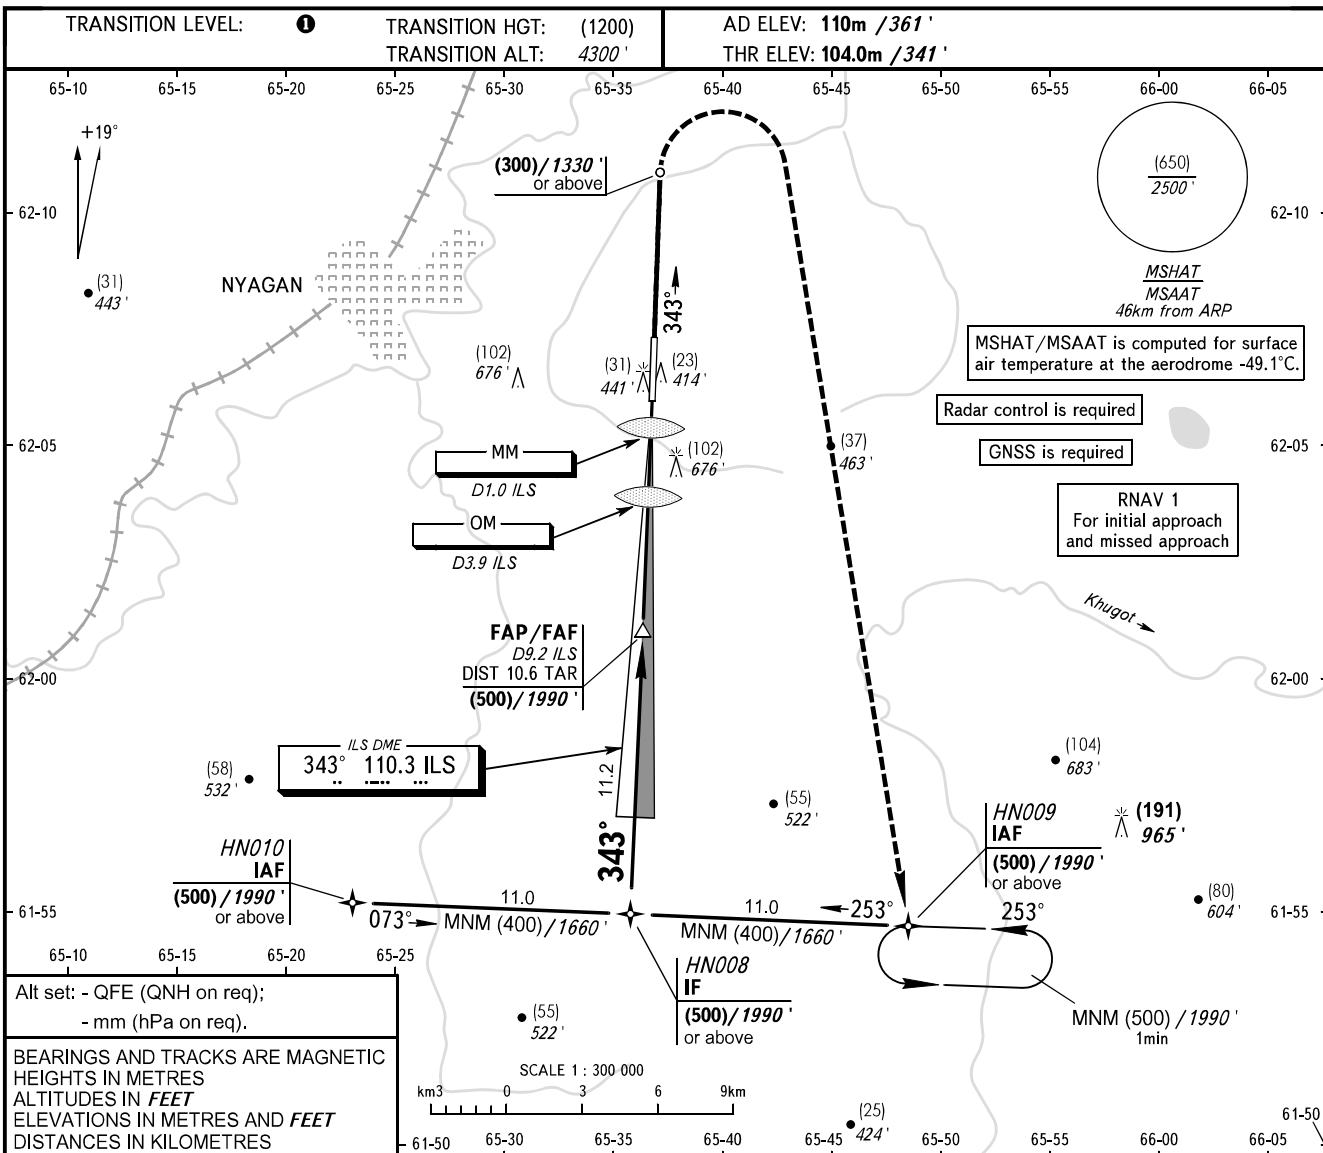 TRANSITION LEVEL: 1 TRANSITION HGT: (1200)
TRANSITION ALT: 4300 '
AD ELEV: 110m / 361 '
THR ELEV: 104.0m / 341 '
65-10 65-15 65-20 65-25 65-30 65-35 65-40 65-45 65-50 65-55 66-00 66-05
+19°
(300) / 1330 '
or above
(650)
2500 '
62-10 62-10
MSHAT
MSAAT
46km from ARP
(31)
443 '
NYAGAN
343°
MSHAT/MSAAT is computed for surface
air temperature at the aerodrome -49.1°C.
(102)
676 '
(31)
441 '
(23)
414 '
Radar control is required
62-05 62-05
GNSS is required
MM
D1.0 ILS
(102)
676 '
(37)
463 '
OM
D3.9 ILS
RNAV 1
For initial approach
and missed approach
Khugot
FAP/FAF
D9.2 ILS
DIST 10.6 TAR
(500) / 1990 '
62-00 62-00
ILS DME
343° 110.3 ILS
11.2
(58)
532 '
(104)
683 '
(55)
522 '
(191)
965 '
343°
HN010
IAF
(500) / 1990 '
or above
HN009
IAF
(500) / 1990 '
or above
(80)
604 '
61-55 61-55
073° 11.0
MNM (400) / 1660 '
11.0 253°
MNM (400) / 1660 '
253°
65-10 65-15 65-20 65-25
HN008
IF
(500) / 1990 '
or above
MNM (500) / 1990 '
1min
Alt set: - QFE (QNH on req);
- mm (hPa on req).
(55)
522 '
BEARINGS AND TRACKS ARE MAGNETIC
HEIGHTS IN METRES
ALTITUDES IN FEET
ELEVATIONS IN METRES AND FEET
DISTANCES IN KILOMETRES
SCALE 1 : 300 000
km3 0 3 6 9km
(25)
424 '
61-50
61-50 65-30 65-35 65-40 65-45 65-50 65-55 66-00 66-05